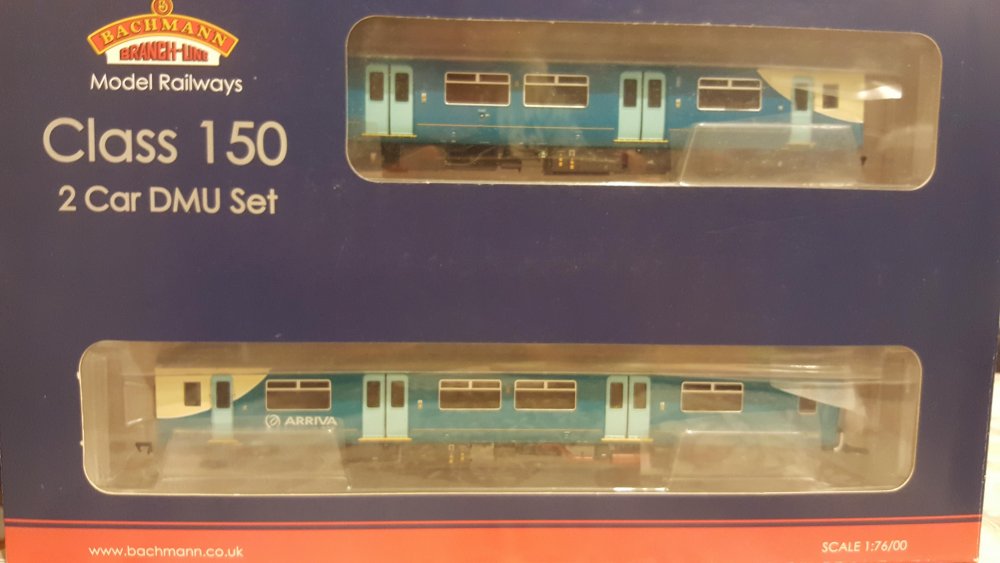 BACHMANN
BRANCH-LINE
Model Railways
Class 150
2 Car DMU Set
ARRIVA
www.bachmann.co.uk
SCALE 1:76/00